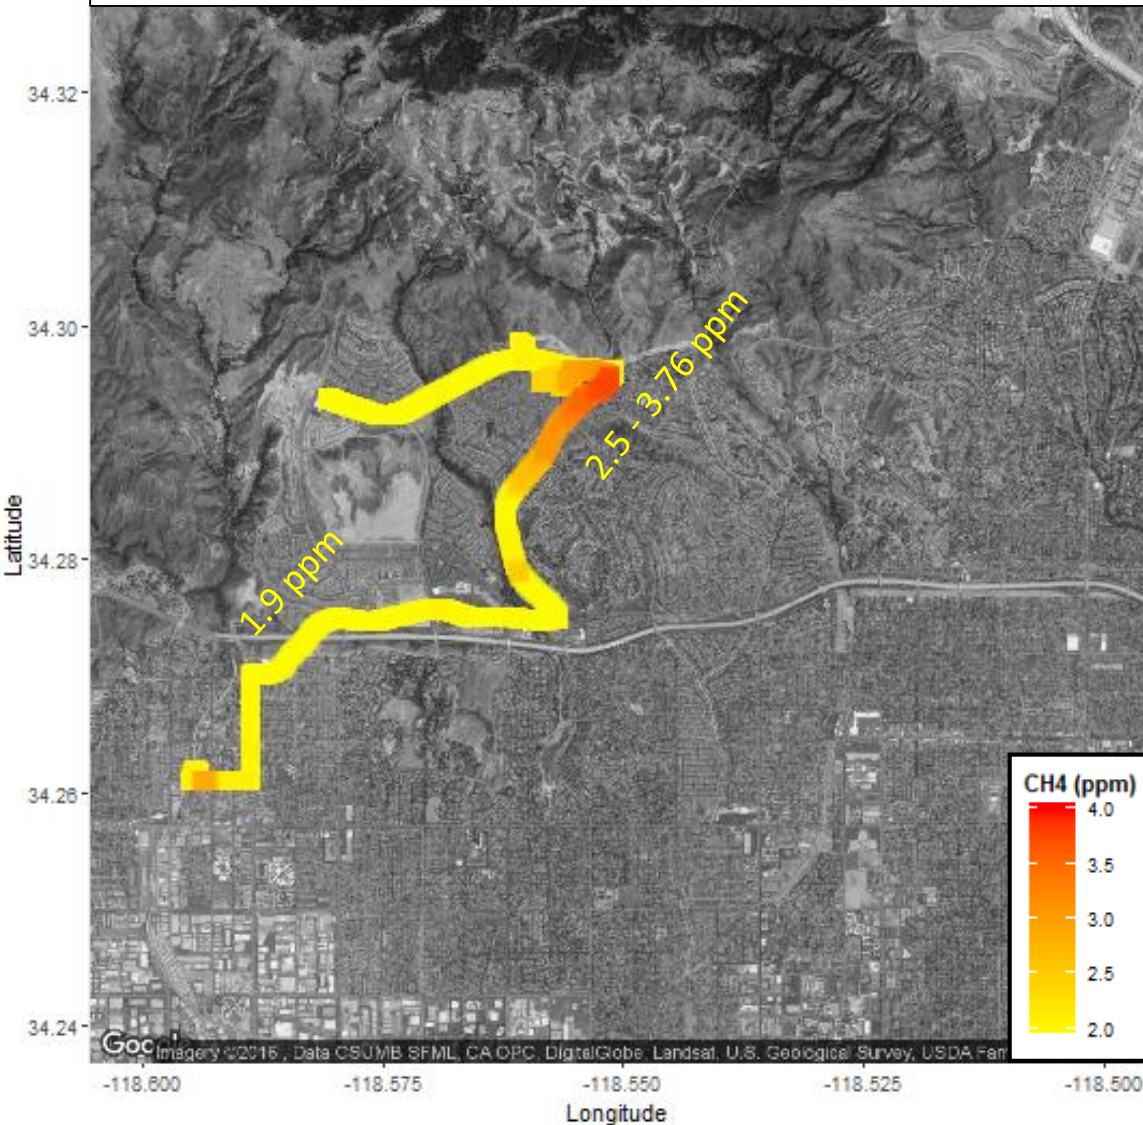 34.32
34.30
34.28
34.26
34.24
Latitude
2.5 - 3.76 ppm
1.9 ppm
CH4 (ppm)
4.0
3.5
3.0
2.5
2.0
Imagery ©2016 , Data CSUMB SFML, CA OPC, DigitalGlobe, Landsat, U.S. Geological Survey, USDA Farm
-118.600
-118.575
-118.550
-118.525
-118.500
Longitude